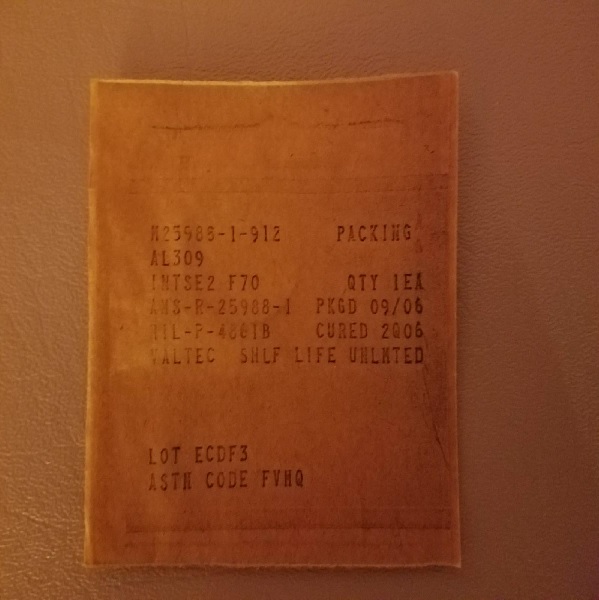 M25988-1-912 PACKING
AL309
INTSE2 F70 QTY 1EA
AMS-R-25988-1 PKGD 09/06
MIL-P-4861B CURED 2Q06
VALTEC SHLF LIFE UNLMTED
LOT ECDF3
ASTM CODE FVMQ